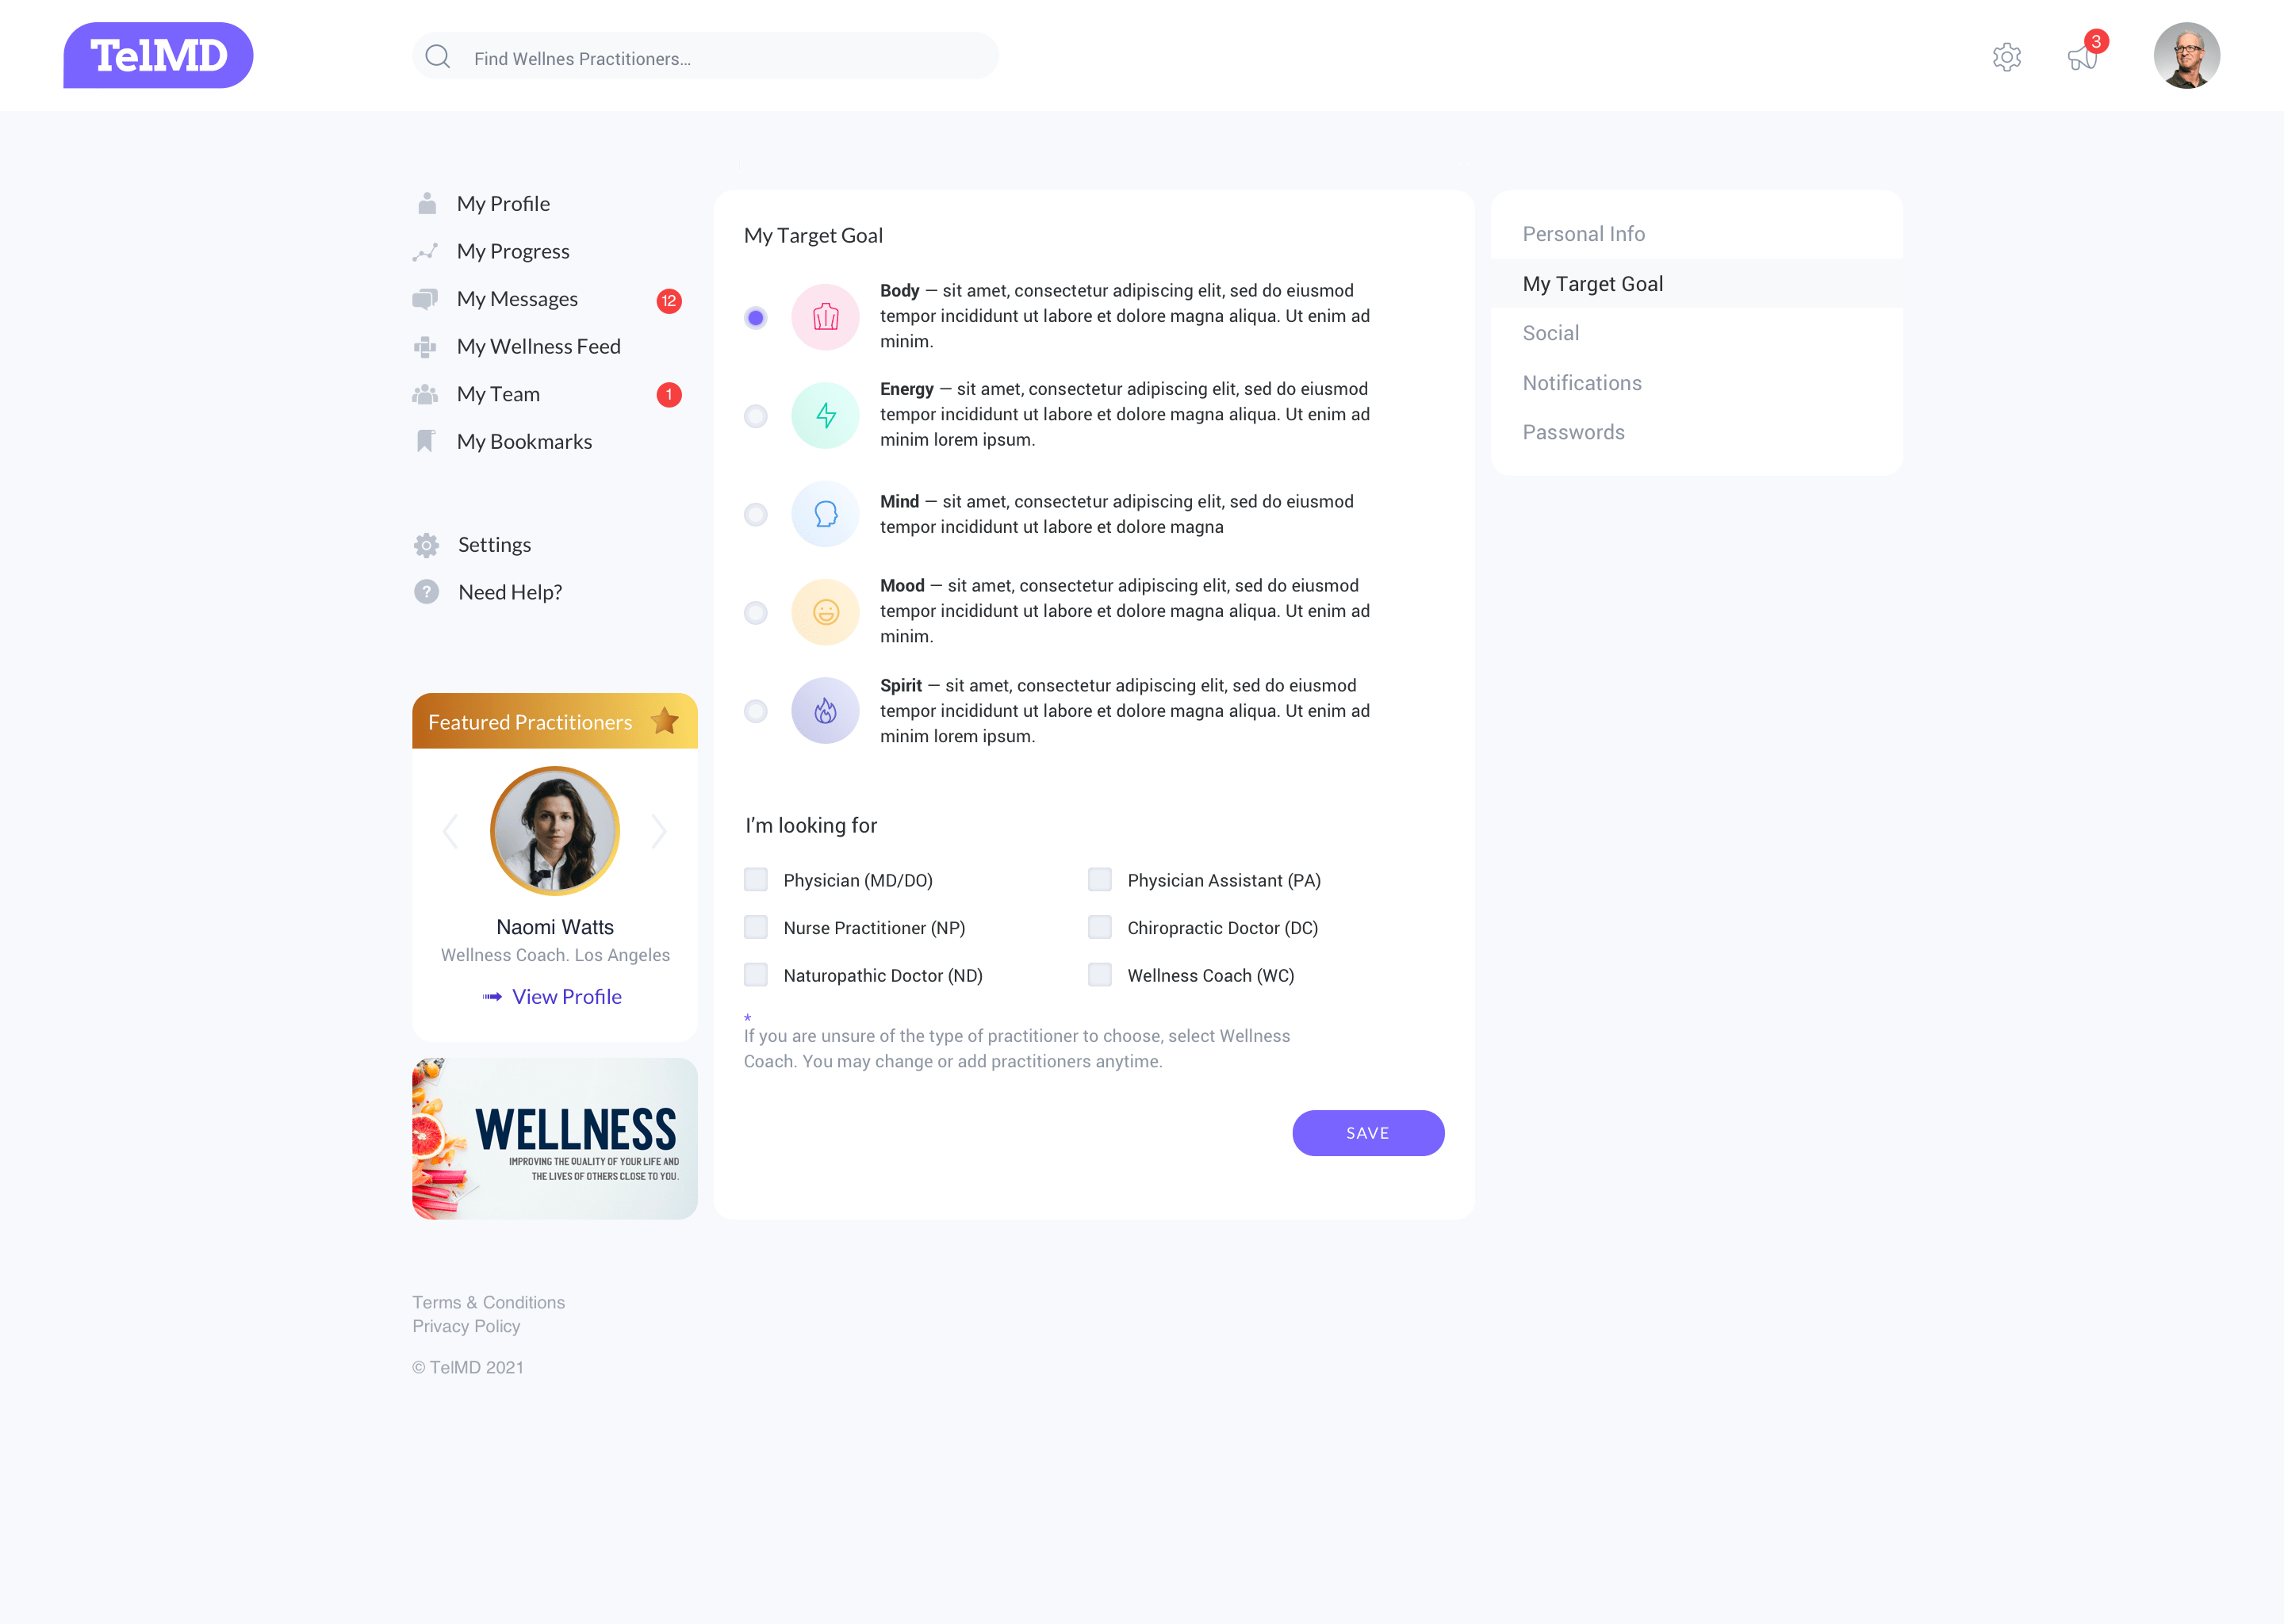 TelMD
Find Wellnes Practitioners...
3
My Profile
My Progress
My Messages
12
My Wellness Feed
My Team
1
My Bookmarks
Settings
? Need Help?
Featured Practitioners
Naomi Watts
Wellness Coach. Los Angeles
View Profile
WELLNESS
IMPROVING THE QUALITY OF YOUR LIFE AND
THE LIVES OF OTHERS CLOSE TO YOU.
My Target Goal
Body — sit amet, consectetur adipiscing elit, sed do eiusmod
tempor incididunt ut labore et dolore magna aliqua. Ut enim ad
minim.
Energy — sit amet, consectetur adipiscing elit, sed do eiusmod
tempor incididunt ut labore et dolore magna aliqua. Ut enim ad
minim lorem ipsum.
Mind — sit amet, consectetur adipiscing elit, sed do eiusmod
tempor incididunt ut labore et dolore magna
Mood — sit amet, consectetur adipiscing elit, sed do eiusmod
tempor incididunt ut labore et dolore magna aliqua. Ut enim ad
minim.
Spirit — sit amet, consectetur adipiscing elit, sed do eiusmod
tempor incididunt ut labore et dolore magna aliqua. Ut enim ad
minim lorem ipsum.
I'm looking for
Physician (MD/DO)
Physician Assistant (PA)
Nurse Practitioner (NP)
Chiropractic Doctor (DC)
Naturopathic Doctor (ND)
Wellness Coach (WC)
*
If you are unsure of the type of practitioner to choose, select Wellness
Coach. You may change or add practitioners anytime.
SAVE
Personal Info
My Target Goal
Social
Notifications
Passwords
Terms & Conditions
Privacy Policy
© TelMD 2021